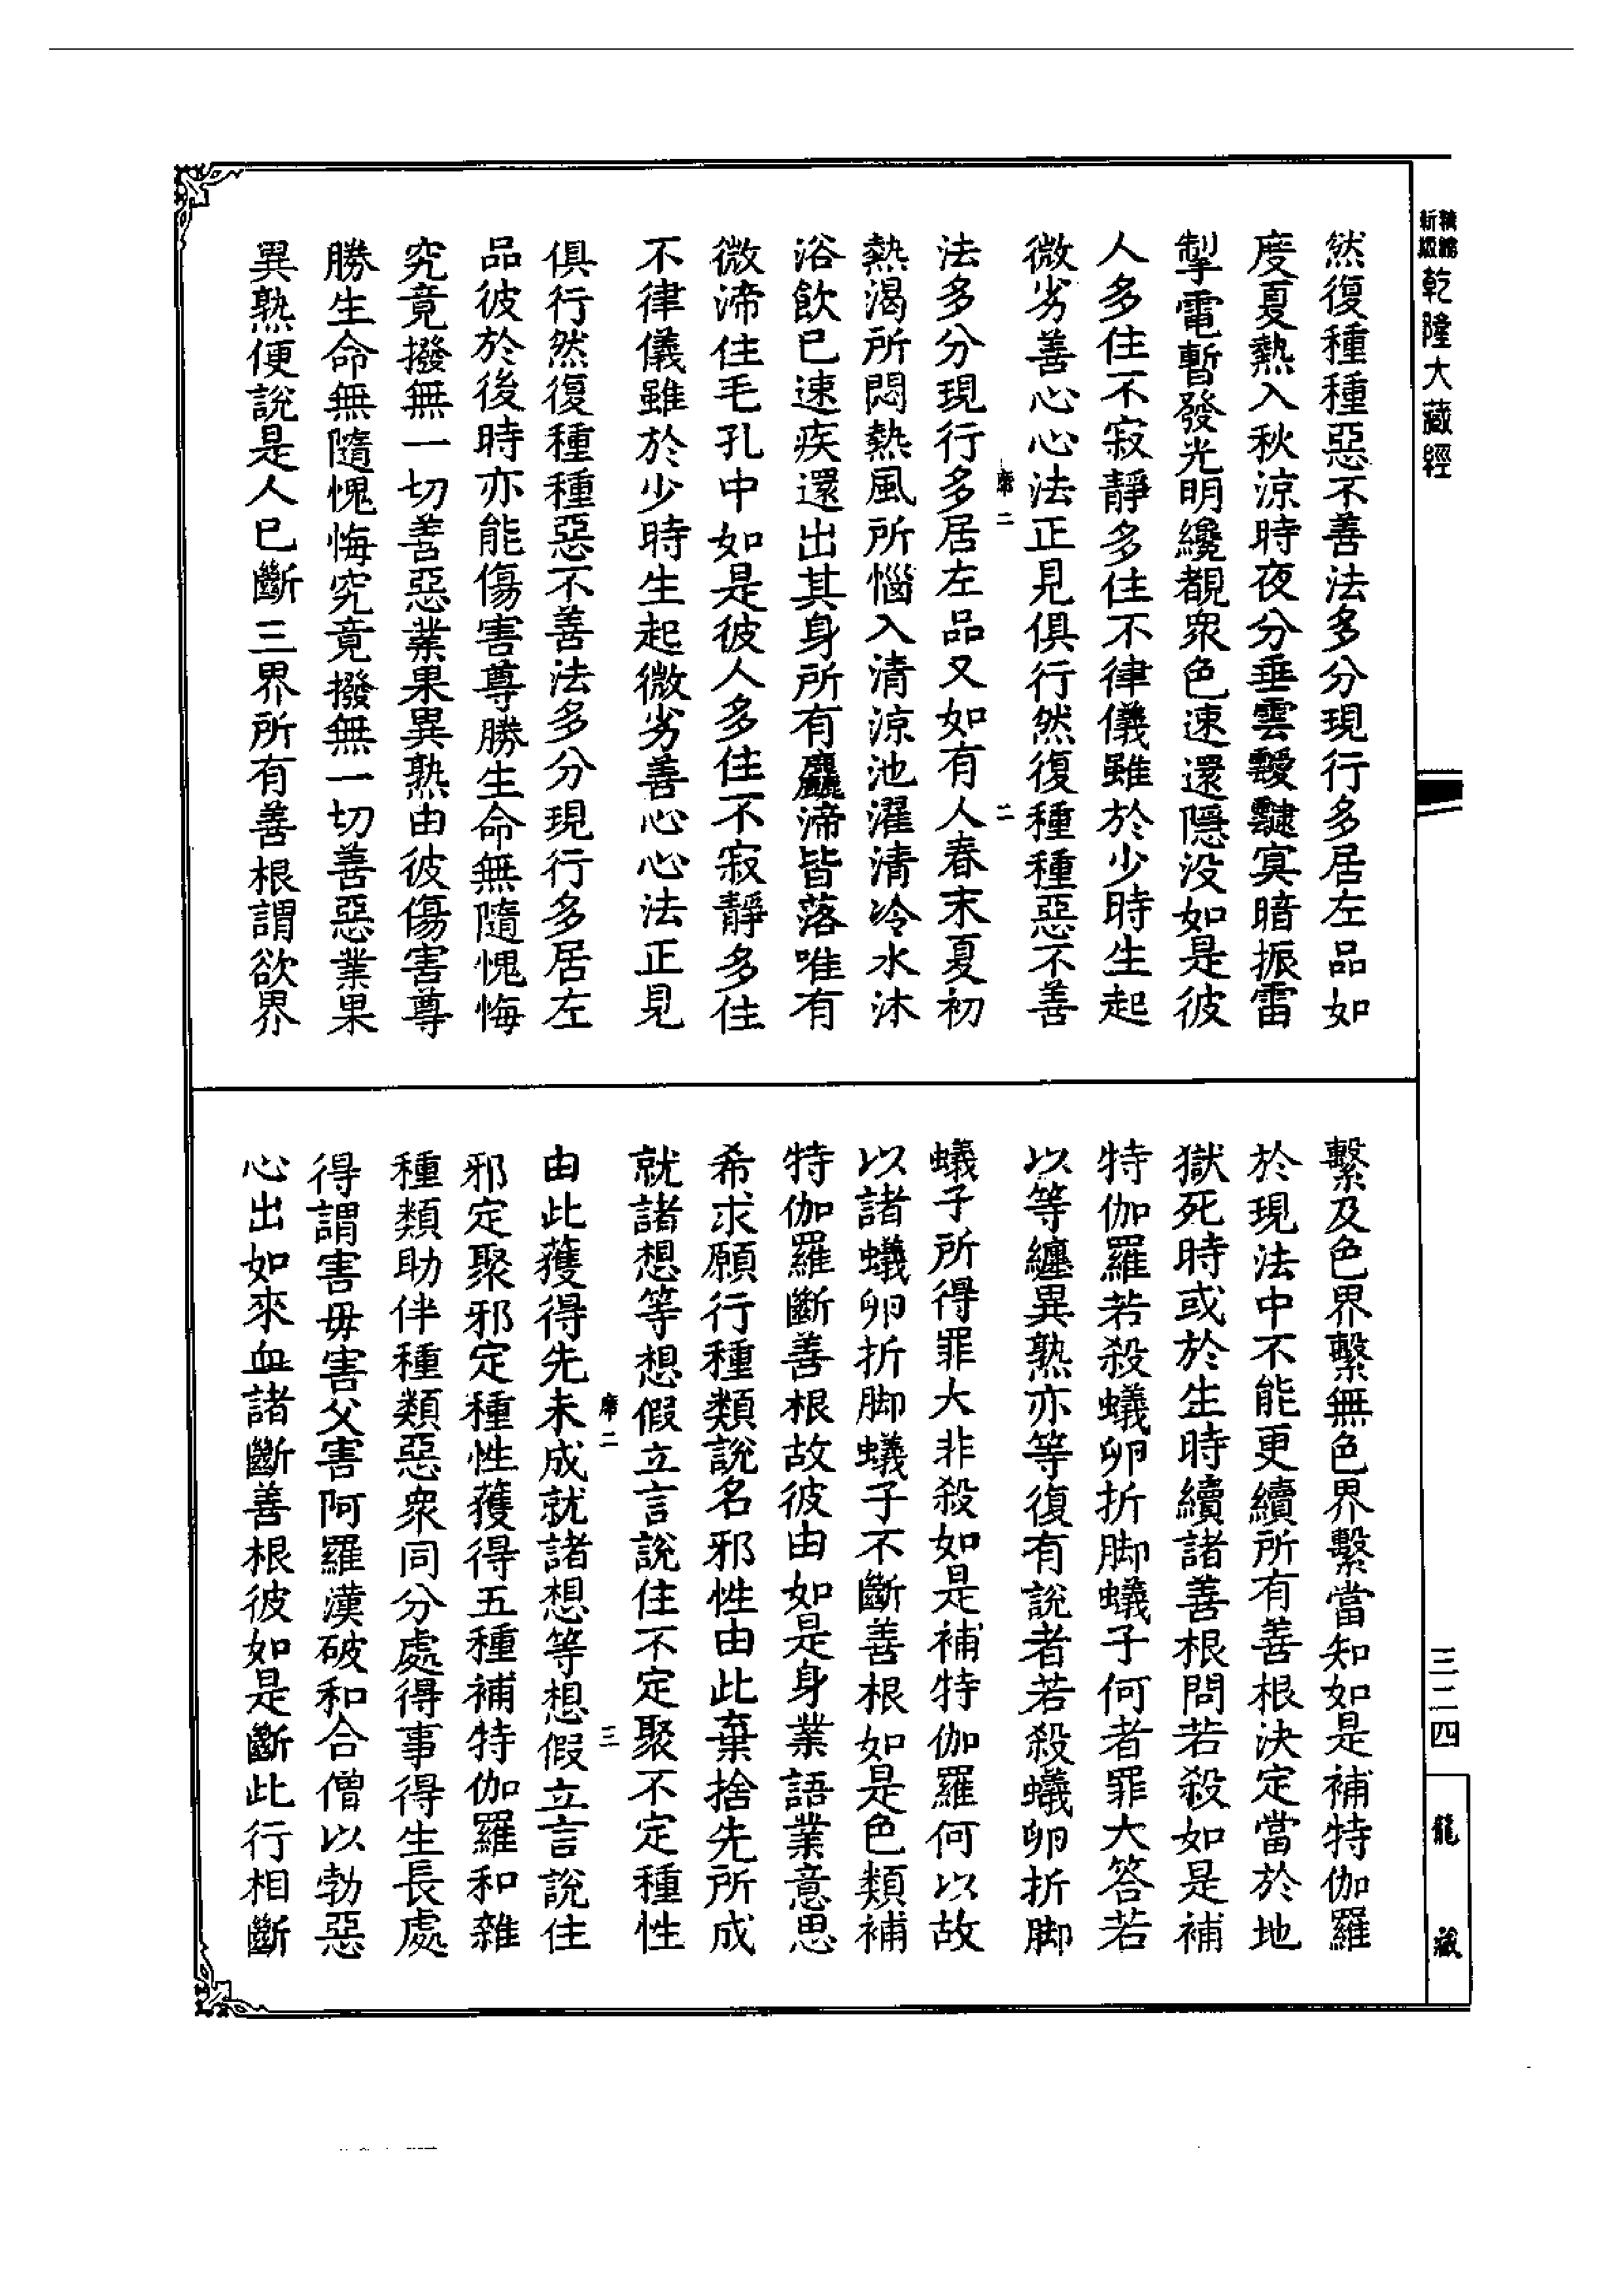 新編
縮版
乾隆大藏經
然復種種惡不善法多分現行多居左品如
度夏熱入秋涼時夜分垂雲靉靆冥暗振雷
掣電暫發光明纔覩眾色速還隱没如是彼
人多住不寂靜多住不律儀雖於少時生起
微劣善心心法正見俱行然復種種惡不善
席二 二
法多分現行多居左品又如有人春末夏初
熱渴所悶熱風所惱入清涼池濯清冷水沐
浴飲已速疾還出其身所有麤渧皆落唯有
微渧住毛孔中如是彼人多住不寂靜多住
不律儀雖於少時生起微劣善心心法正見
俱行然復種種惡不善法多分現行多居左
品彼於後時亦能傷害尊勝生命無隨愧悔
究竟撥無一切善惡業果異熟由彼傷害尊
勝生命無隨愧悔究竟撥無一切善惡業果
異熟便說是人已斷三界所有善根謂欲界
繫及色界繫無色界繫當知如是補特伽羅
於現法中不能更續所有善根決定當於地
獄死時或於生時續諸善根問若殺如是補
特伽羅若殺蟻卵折脚蟻子何者罪大答若
以等纏異熟亦等復有說者若殺蟻卵折脚
蟻子所得罪大非殺如是補特伽羅何以故
以諸蟻卵折脚蟻子不斷善根如是色類補
特伽羅斷善根故彼由如是身業語業意思
希求願行種類說名邪性由此棄捨先所成
就諸想等想假立言說住不定聚不定種性
席二 三
由此獲得先未成就諸想等想假立言說住
邪定聚邪定種性獲得五種補特伽羅和雜
種類助伴種類惡眾同分處得事得生長處
得謂害毋害父害阿羅漢破和合僧以勃惡
心出如來血諸斷善根彼如是斷此行相斷
三二四
龍藏